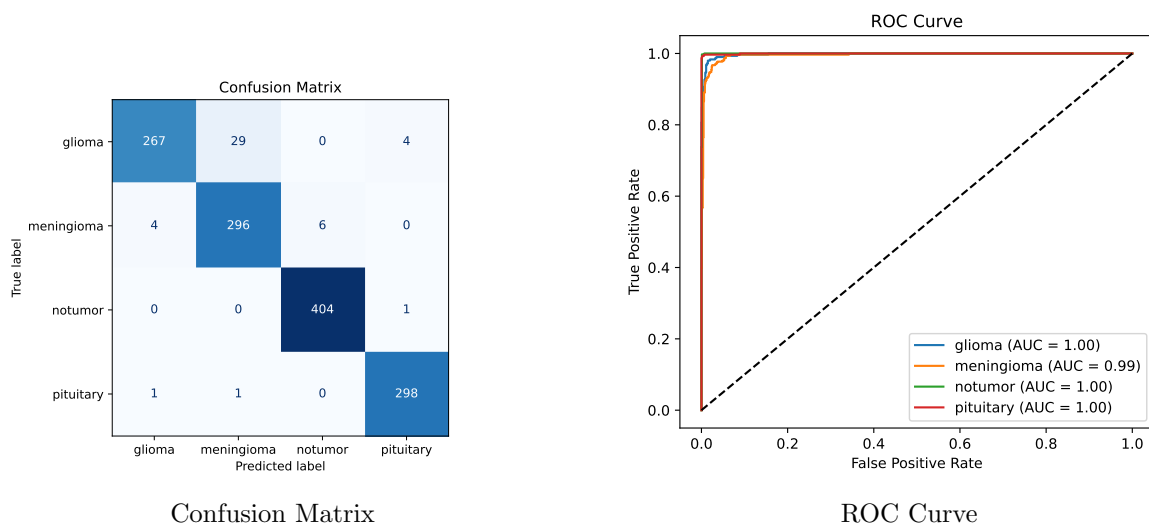 Confusion Matrix
glioma 267 29 0 4
meningioma 4 296 6 0
notumor 0 0 404 1
pituitary 1 1 0 298
True label
glioma meningioma notumor pituitary
Predicted label
Confusion Matrix
ROC Curve
1.0
0.8
0.6
0.4
0.2
0.0
True Positive Rate
glioma (AUC = 1.00)
meningioma (AUC = 0.99)
notumor (AUC = 1.00)
pituitary (AUC = 1.00)
0.0 0.2 0.4 0.6 0.8 1.0
False Positive Rate
ROC Curve